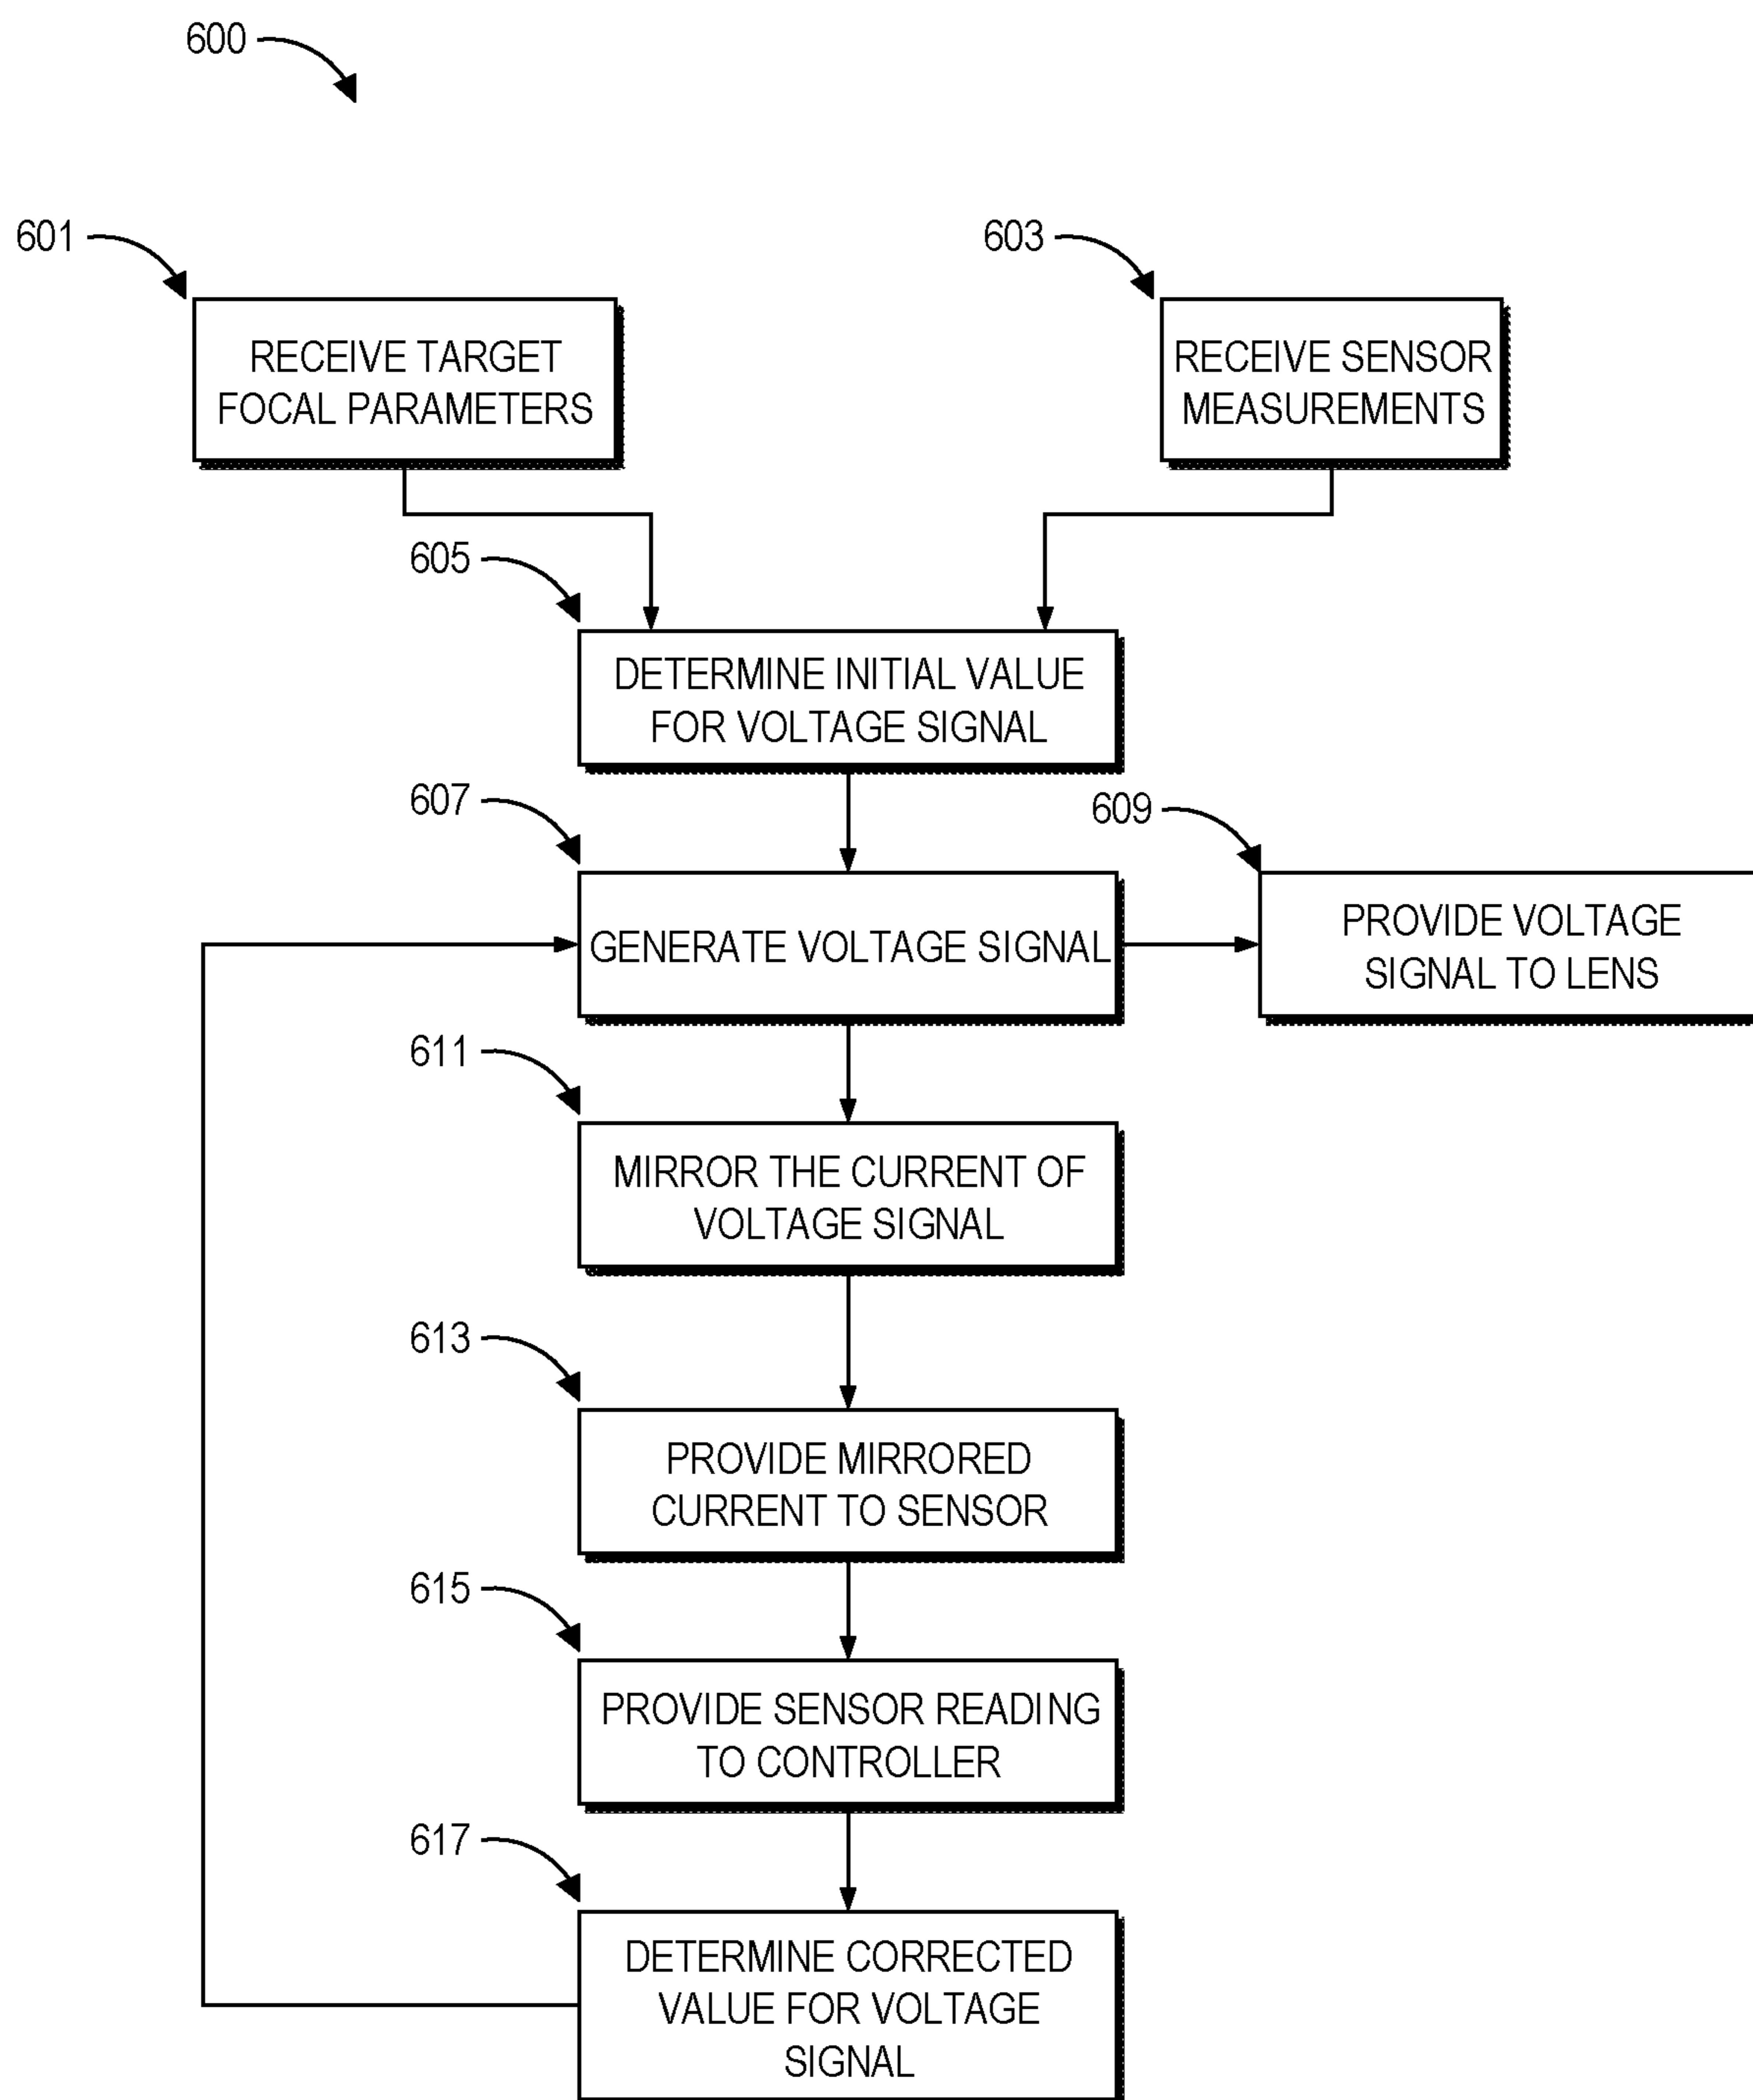 600
601
603
RECEIVE TARGET
FOCAL PARAMETERS
RECEIVE SENSOR
MEASUREMENTS
605
DETERMINE INITIAL VALUE
FOR VOLTAGE SIGNAL
607
609
GENERATE VOLTAGE SIGNAL
PROVIDE VOLTAGE
SIGNAL TO LENS
611
MIRROR THE CURRENT OF
VOLTAGE SIGNAL
613
PROVIDE MIRRORED
CURRENT TO SENSOR
615
PROVIDE SENSOR READING
TO CONTROLLER
617
DETERMINE CORRECTED
VALUE FOR VOLTAGE
SIGNAL